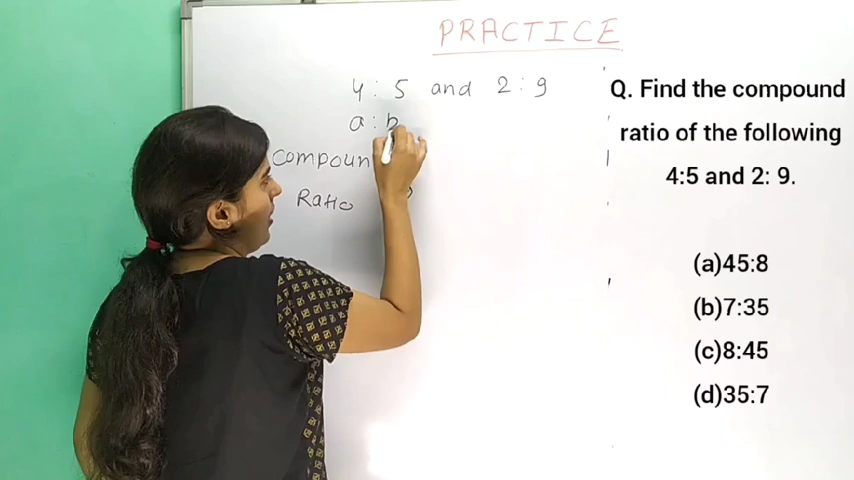 PRACTICE
4 : 5 and 2 : 9
a : b
compoun
Ratio
Q. Find the compound
ratio of the following
4:5 and 2: 9.
(a)45:8
(b)7:35
(c)8:45
(d)35:7